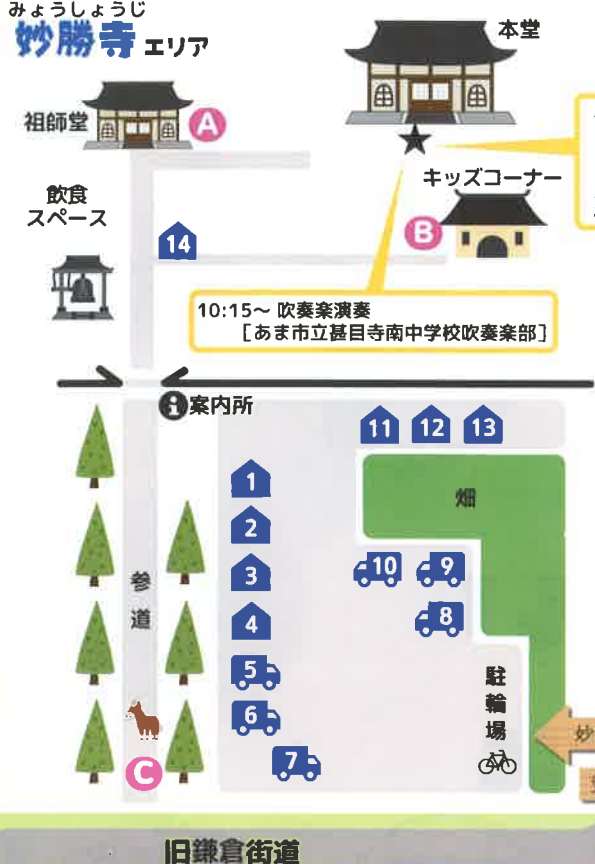 みょうしょうじ
妙勝寺 エリア
本堂
祖師堂
A
キッズコーナー
飲食
スペース
B
14
10:15~ 吹奏楽演奏
[あま市立甚目寺南中学校吹奏楽部]
i 案内所
11 12 13
1
畑
2
3
10 9
参道
4
8
5
駐輪場
6
妙
7
C
旧鎌倉街道